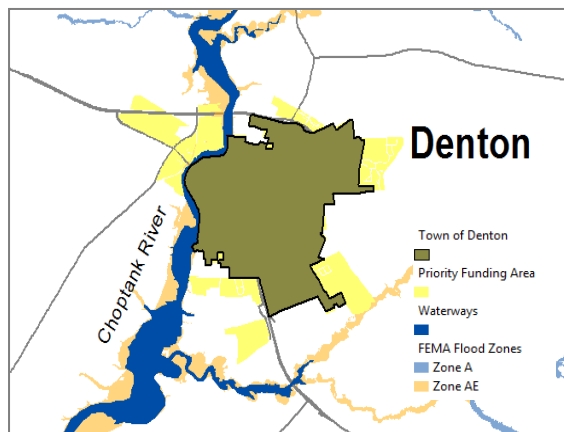 Denton
Choptank River
Town of Denton
Priority Funding Area
Waterways
FEMA Flood Zones
Zone A
Zone AE